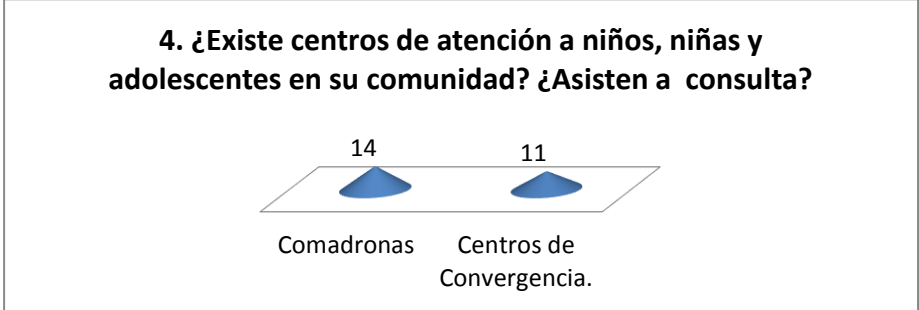 4. ¿Existe centros de atención a niños, niñas y
adolescentes en su comunidad? ¿Asisten a  consulta?
14
11
Comadronas
Centros de
Convergencia.